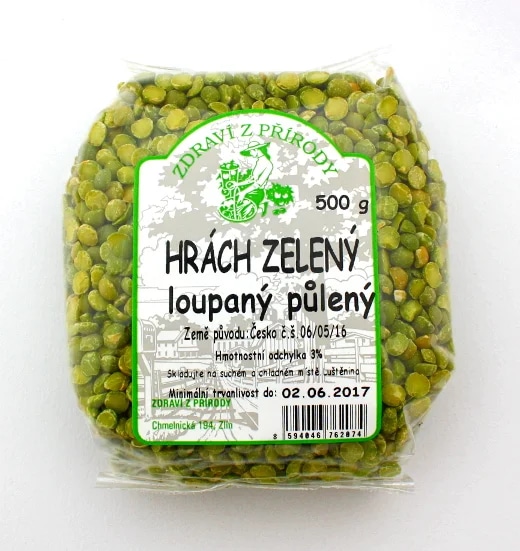 ZDRAVÍ Z PŘÍRODY
500 g
HRÁCH ZELENÝ
loupaný půlený
Země původu:Česko č.š.06/05/16
Hmotnostní odchylka 3%
Skladujte na suchém a chladném místě Luštěnina
Minimální trvanlivost do: 02.06.2017
ZDRAVÍ Z PŘÍRODY
Chmelnická 194, Zlín
8 594046 762074